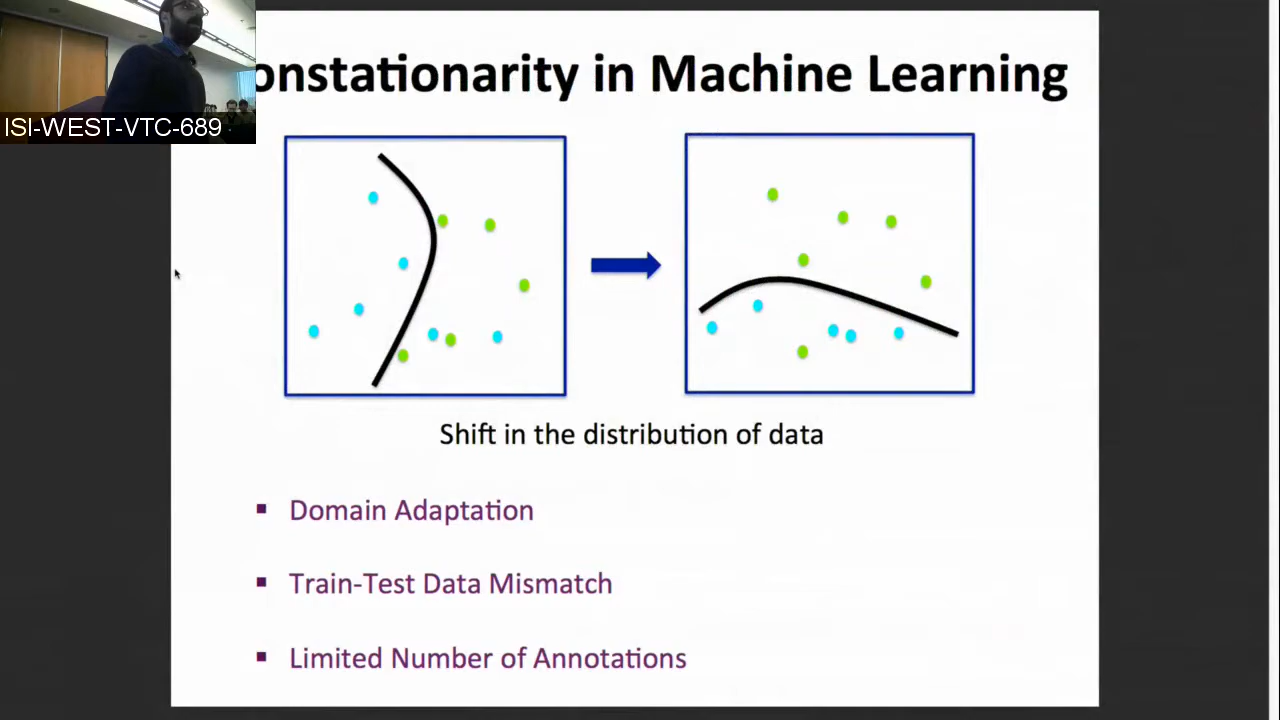 onstationarity in Machine Learning
ISI-WEST-VTC-689
Shift in the distribution of data
▪ Domain Adaptation
▪ Train-Test Data Mismatch
▪ Limited Number of Annotations